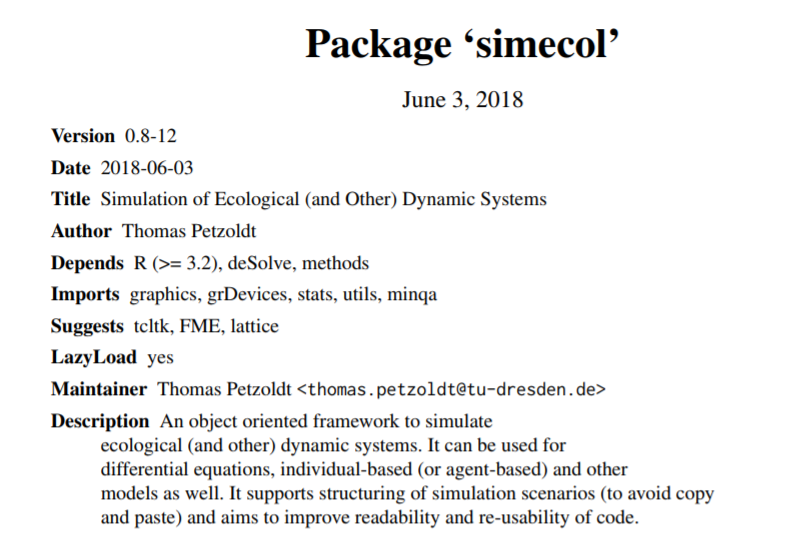 Package ‘simecol’
June 3, 2018
Version 0.8-12
Date 2018-06-03
Title Simulation of Ecological (and Other) Dynamic Systems
Author Thomas Petzoldt
Depends R (>= 3.2), deSolve, methods
Imports graphics, grDevices, stats, utils, minqa
Suggests tcltk, FME, lattice
LazyLoad yes
Maintainer Thomas Petzoldt <thomas.petzoldt@tu-dresden.de>
Description An object oriented framework to simulate
ecological (and other) dynamic systems. It can be used for
differential equations, individual-based (or agent-based) and other
models as well. It supports structuring of simulation scenarios (to avoid copy
and paste) and aims to improve readability and re-usability of code.